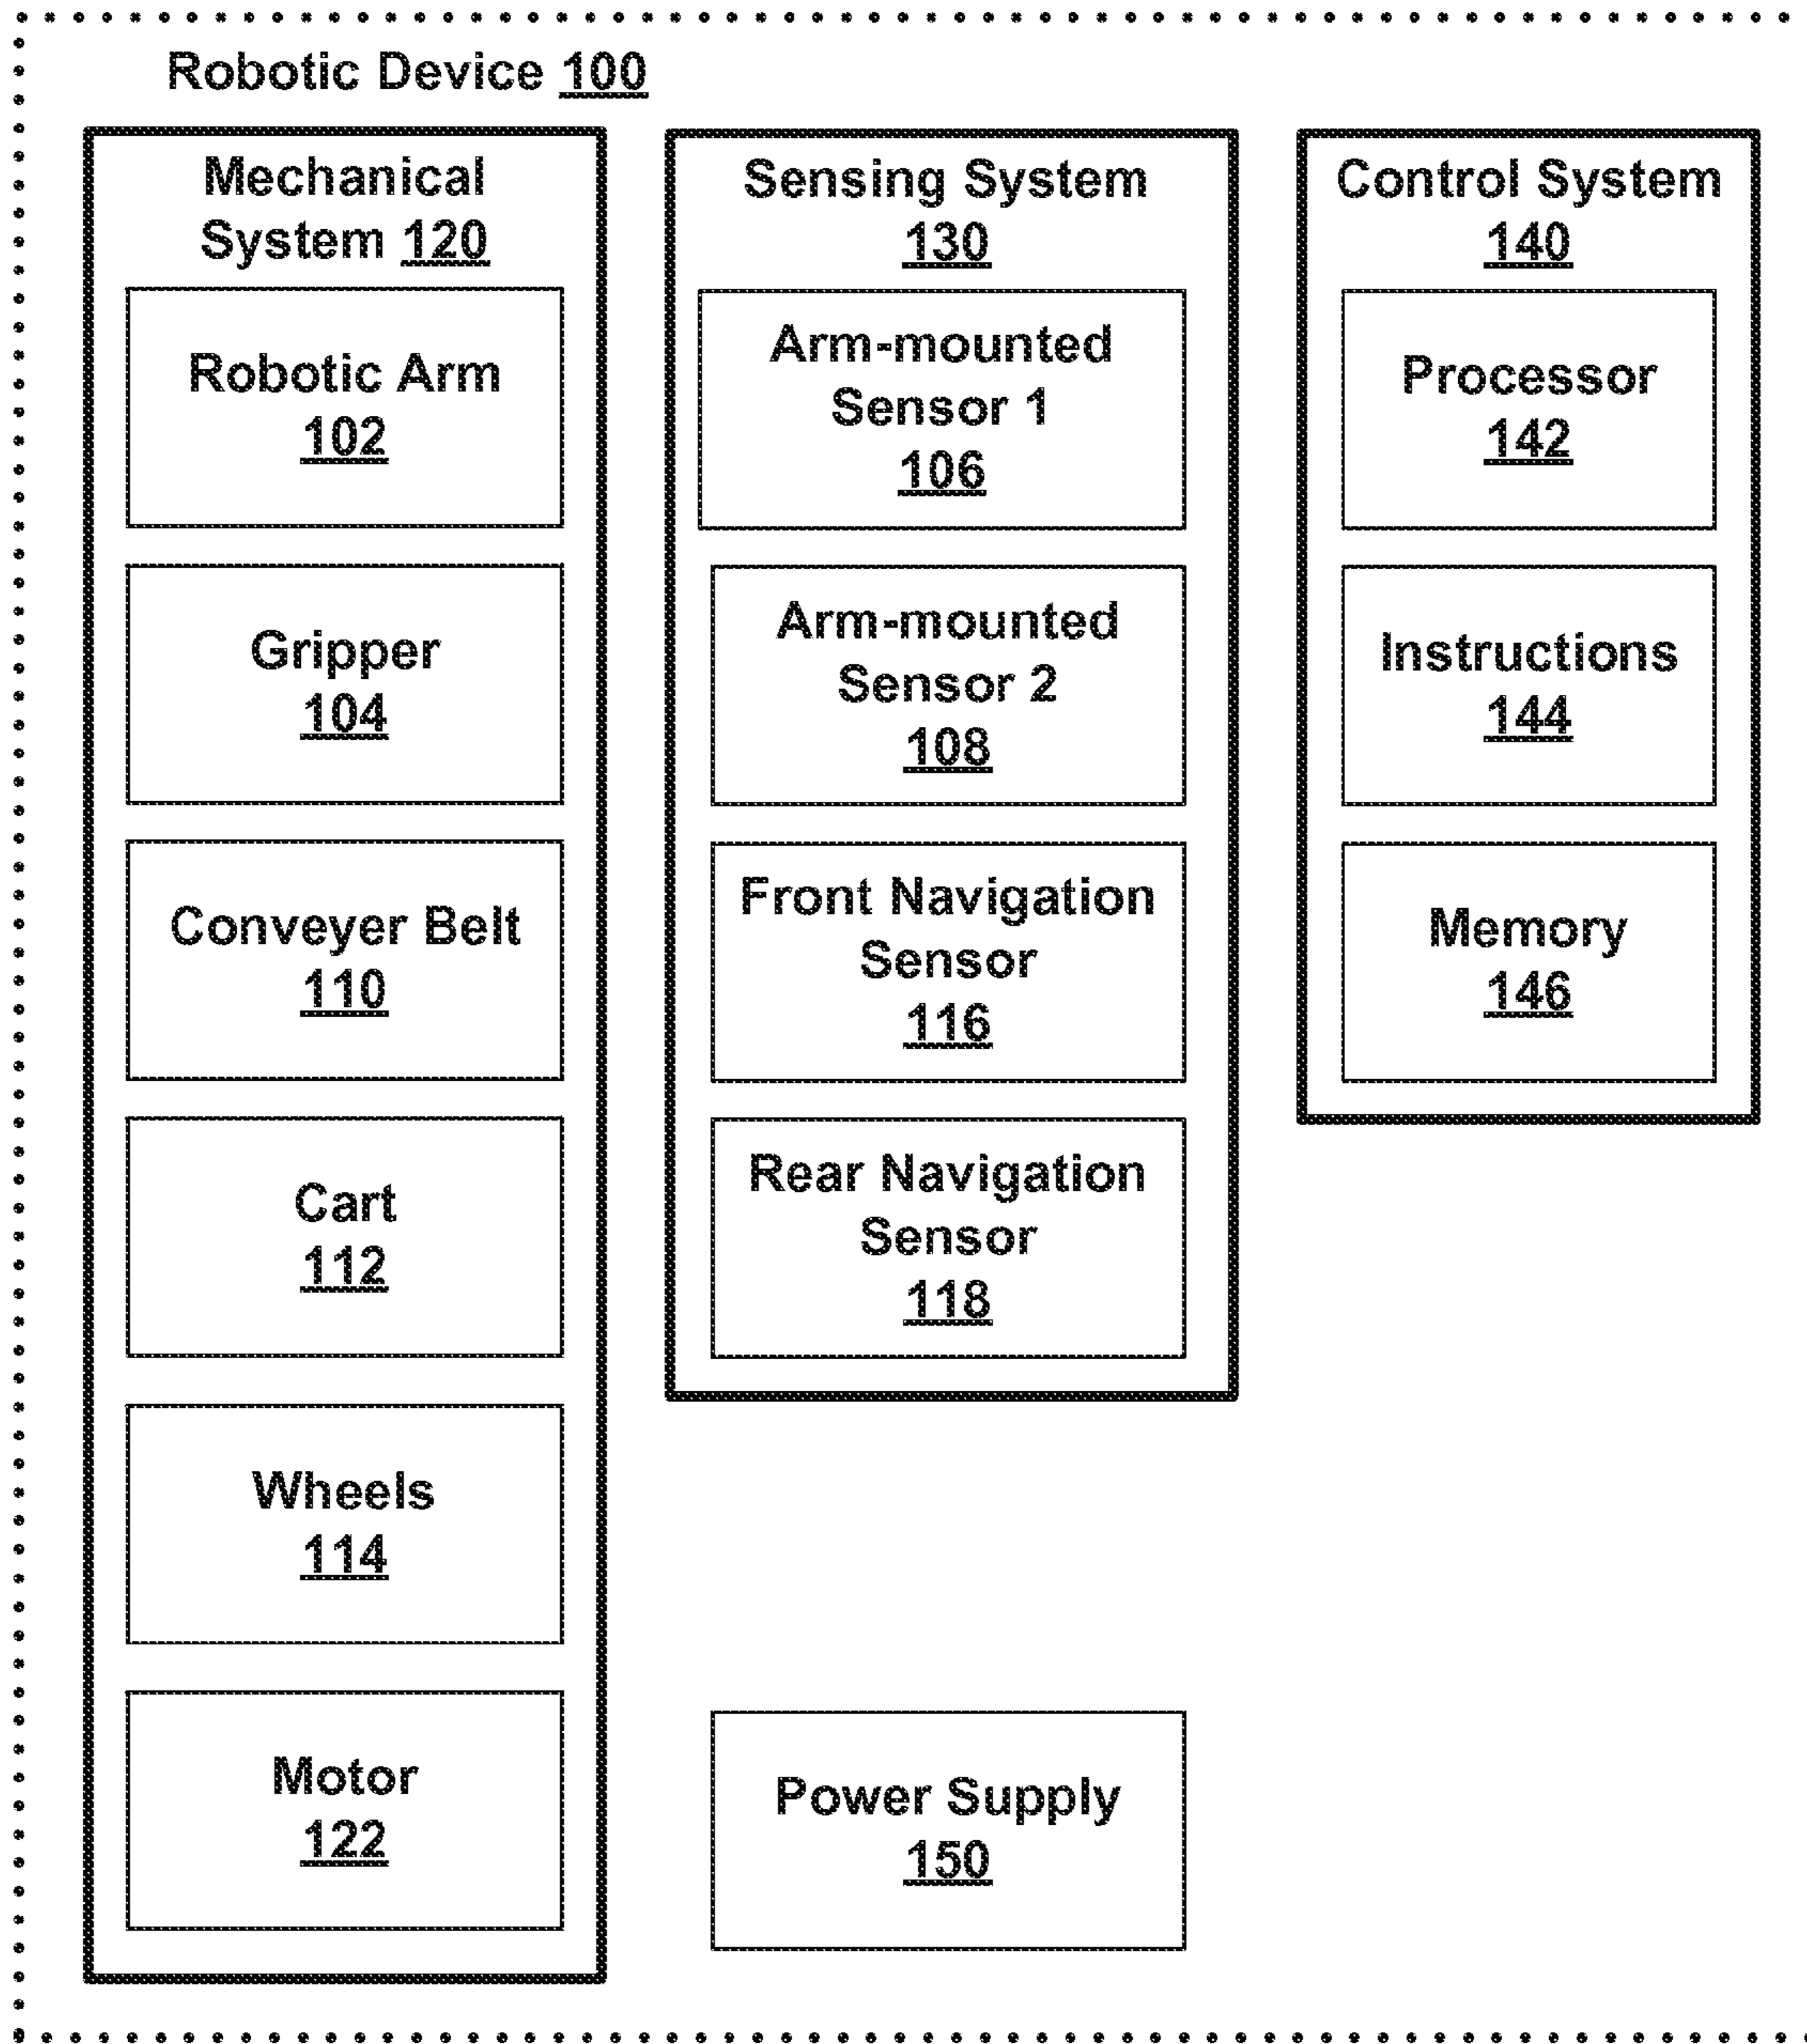 Robotic Device 100
Mechanical
System 120
Robotic Arm
102
Gripper
104
Conveyer Belt
110
Cart
112
Wheels
114
Motor
122
Sensing System
130
Arm-mounted
Sensor 1
106
Arm-mounted
Sensor 2
108
Front Navigation
Sensor
116
Rear Navigation
Sensor
118
Power Supply
150
Control System
140
Processor
142
Instructions
144
Memory
146